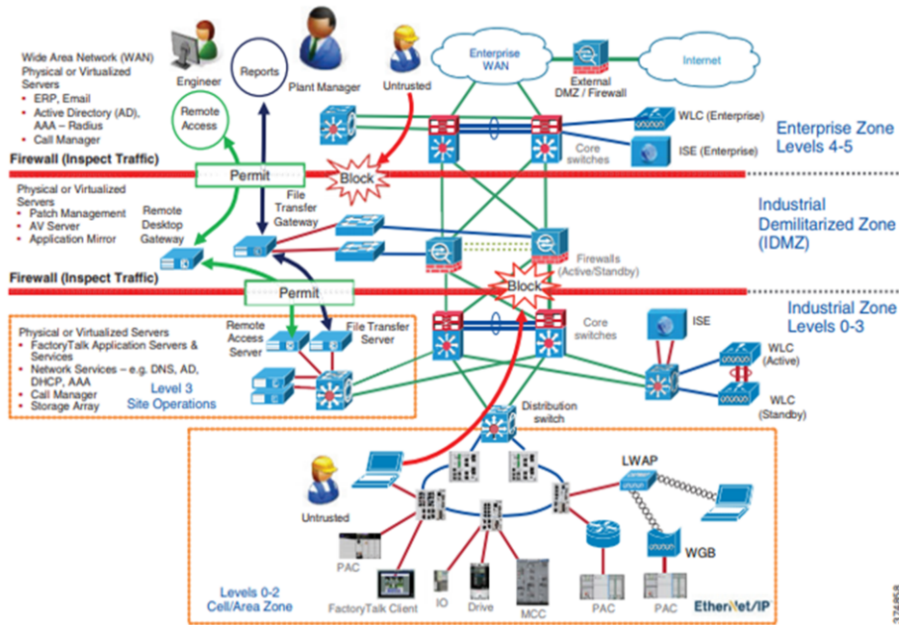 Wide Area Network (WAN)
Physical or Virtualized
Servers
• ERP, Email
• Active Directory (AD),
AAA – Radius
• Call Manager
Engineer
Remote
Access
Reports
Plant Manager
Untrusted
Enterprise
WAN
External
DMZ / Firewall
Internet
WLC (Enterprise)
ISE (Enterprise)
Core
switches
Enterprise Zone
Levels 4-5
Firewall (Inspect Traffic)
Permit
Block
Physical or Virtualized
Servers
• Patch Management
• AV Server
• Application Mirror
Remote
Desktop
Gateway
File
Transfer
Gateway
Firewalls
(Active/Standby)
Industrial
Demilitarized Zone
(IDMZ)
Firewall (Inspect Traffic)
Permit
Block
Industrial Zone
Levels 0-3
Physical or Virtualized Servers
• FactoryTalk Application Servers &
Services
• Network Services – e.g. DNS, AD,
DHCP, AAA
• Call Manager
• Storage Array
Level 3
Site Operations
Remote
Access
Server
File Transfer
Server
Core
switches
ISE
WLC
(Active)
WLC
(Standby)
Distribution
switch
Untrusted
LWAP
WGB
PAC
FactoryTalk Client
IO
Drive
MCC
PAC
PAC
Levels 0-2
Cell/Area Zone
EtherNet/IP
374858